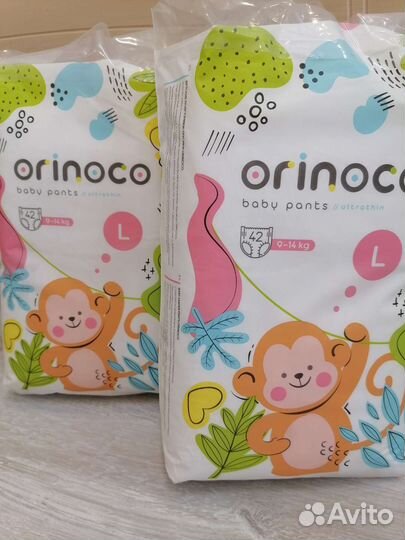 orinoco
baby pants // ultrathin
42
9-14 kg
L
orinoco
baby pants // ultrathin
42
9-14 kg
L
Avito